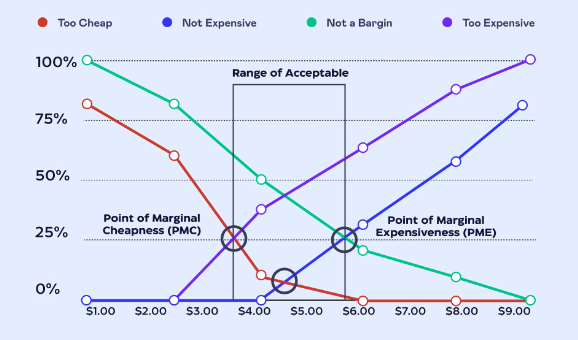 Too Cheap
Not Expensive
Not a Bargin
Too Expensive
100%
Range of Acceptable
75%
50%
Point of Marginal
Cheapness (PMC)
Point of Marginal
Expensiveness (PME)
25%
0%
$1.00
$2.00
$3.00
$4.00
$5.00
$6.00
$7.00
$8.00
$9.00